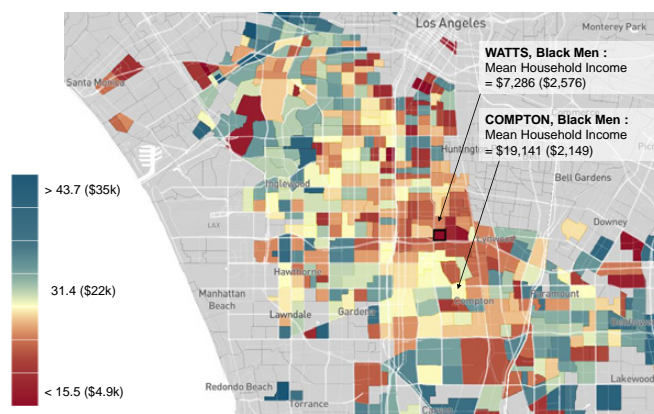 Los Angeles
Monterey Park
WATTS, Black Men :
Mean Household Income
= $7,286 ($2,576)
Santa Monica
COMPTON, Black Men :
Mean Household Income
= $19,141 ($2,149)
Huntington
Bell Gardens
> 43.7 ($35k)
Inglewood
LAX
Downey
Lynwood
31.4 ($22k)
Hawthorne
Manhattan
Beach
Compton
Paramount
Lawndale
Gardena
< 15.5 ($4.9k)
Lakewood
Redondo Beach
Torrance
Carson